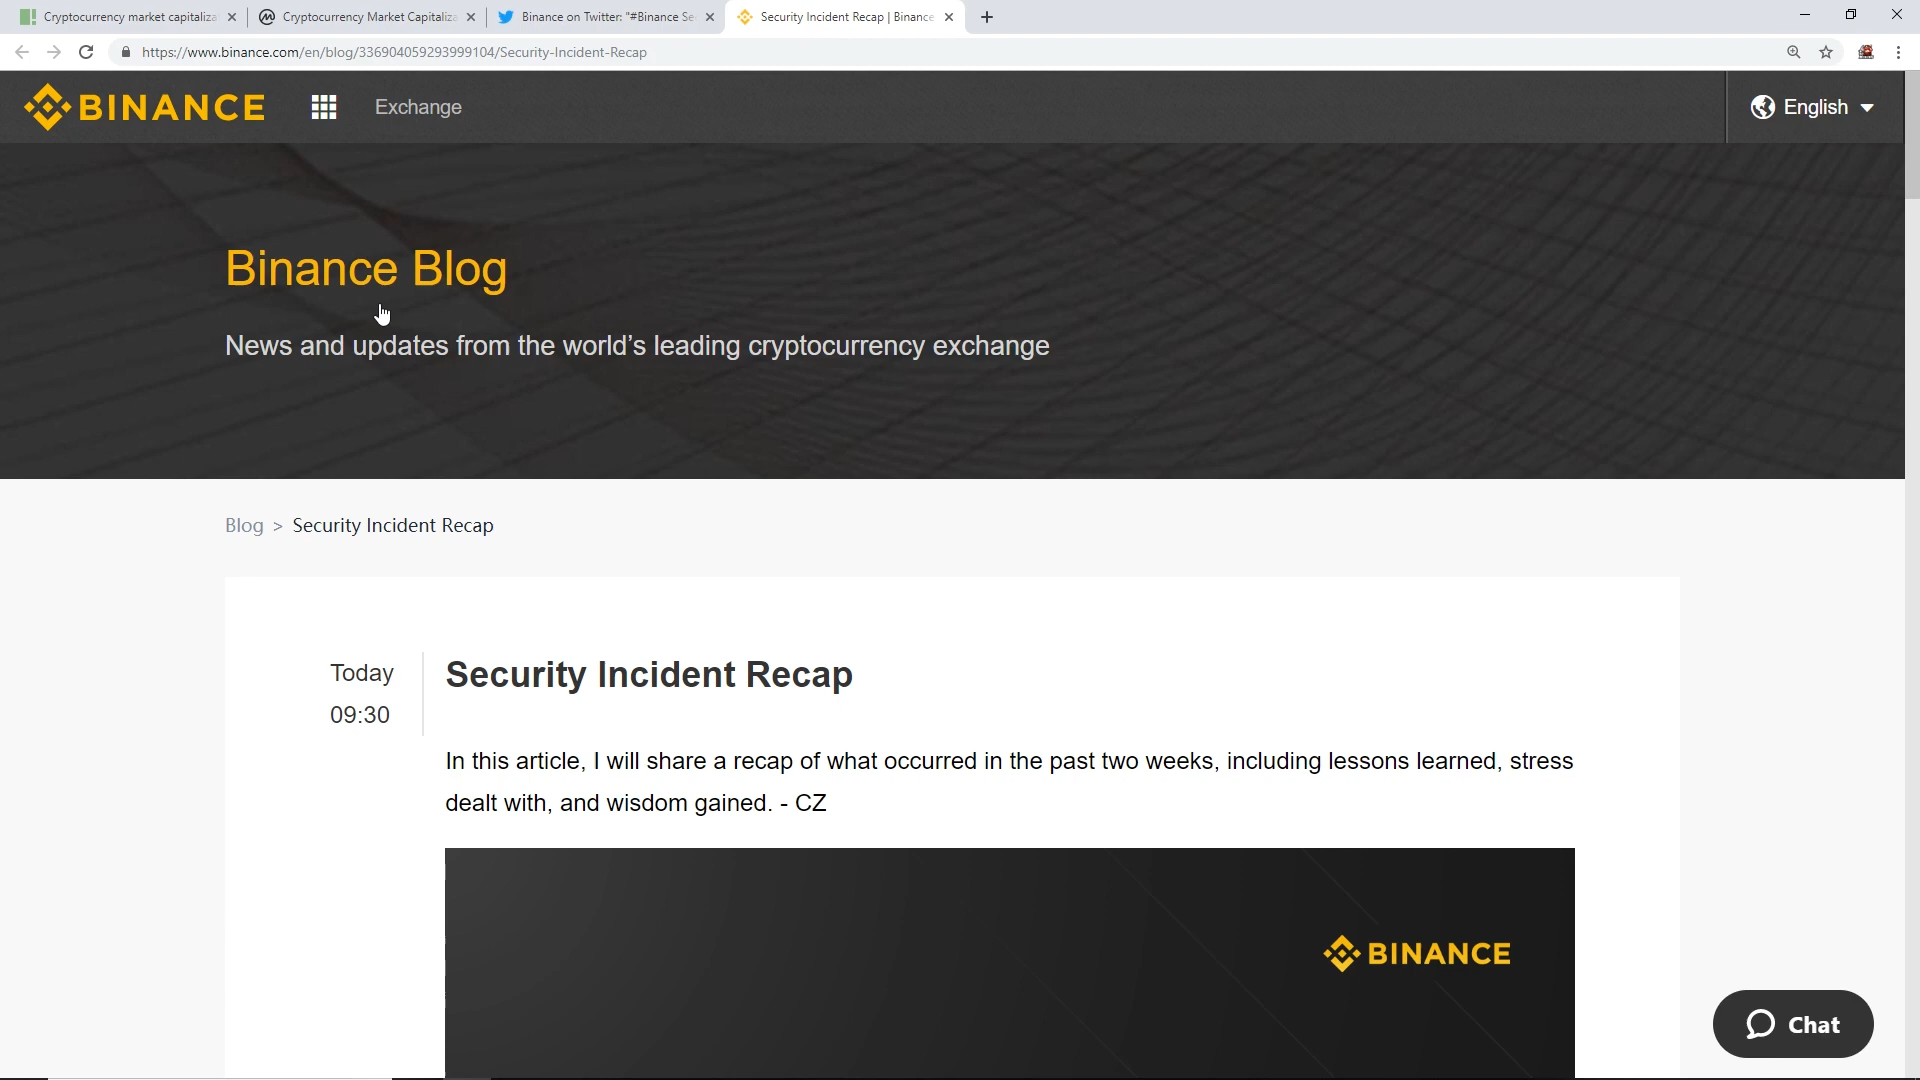 Cryptocurrency market capitaliza
Cryptocurrency Market Capitaliza
Binance on Twitter: "#Binance Se
Security Incident Recap | Binance
https://www.binance.com/en/blog/336904059293999104/Security-Incident-Recap
BINANCE
Exchange
English
Binance Blog
News and updates from the world's leading cryptocurrency exchange
Blog > Security Incident Recap
Today
09:30
Security Incident Recap
In this article, I will share a recap of what occurred in the past two weeks, including lessons learned, stress
dealt with, and wisdom gained. - CZ
BINANCE
Chat